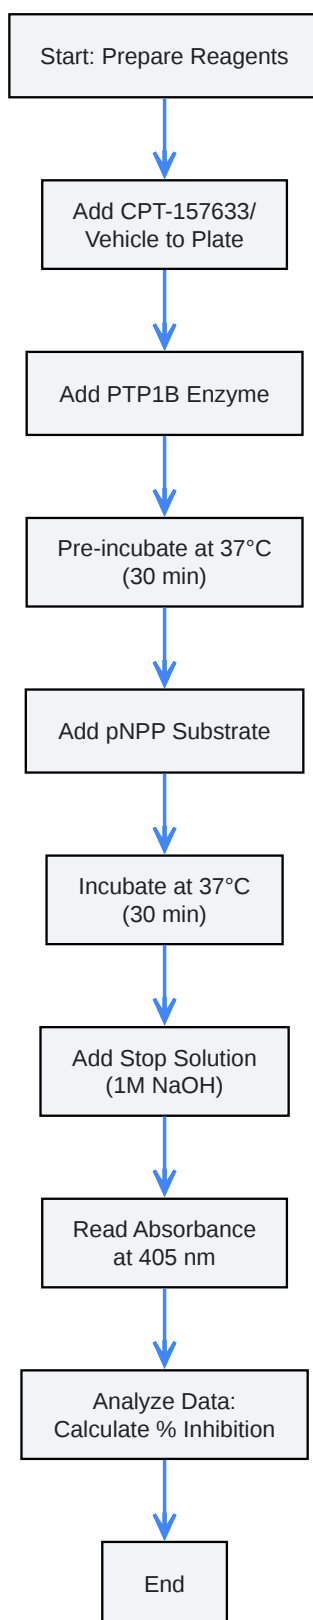 Start: Prepare Reagents
Add CPT-157633/
Vehicle to Plate
Add PTP1B Enzyme
Pre-incubate at 37°C
(30 min)
Add pNPP Substrate
Incubate at 37°C
(30 min)
Add Stop Solution
(1M NaOH)
Read Absorbance
at 405 nm
Analyze Data:
Calculate % Inhibition
End